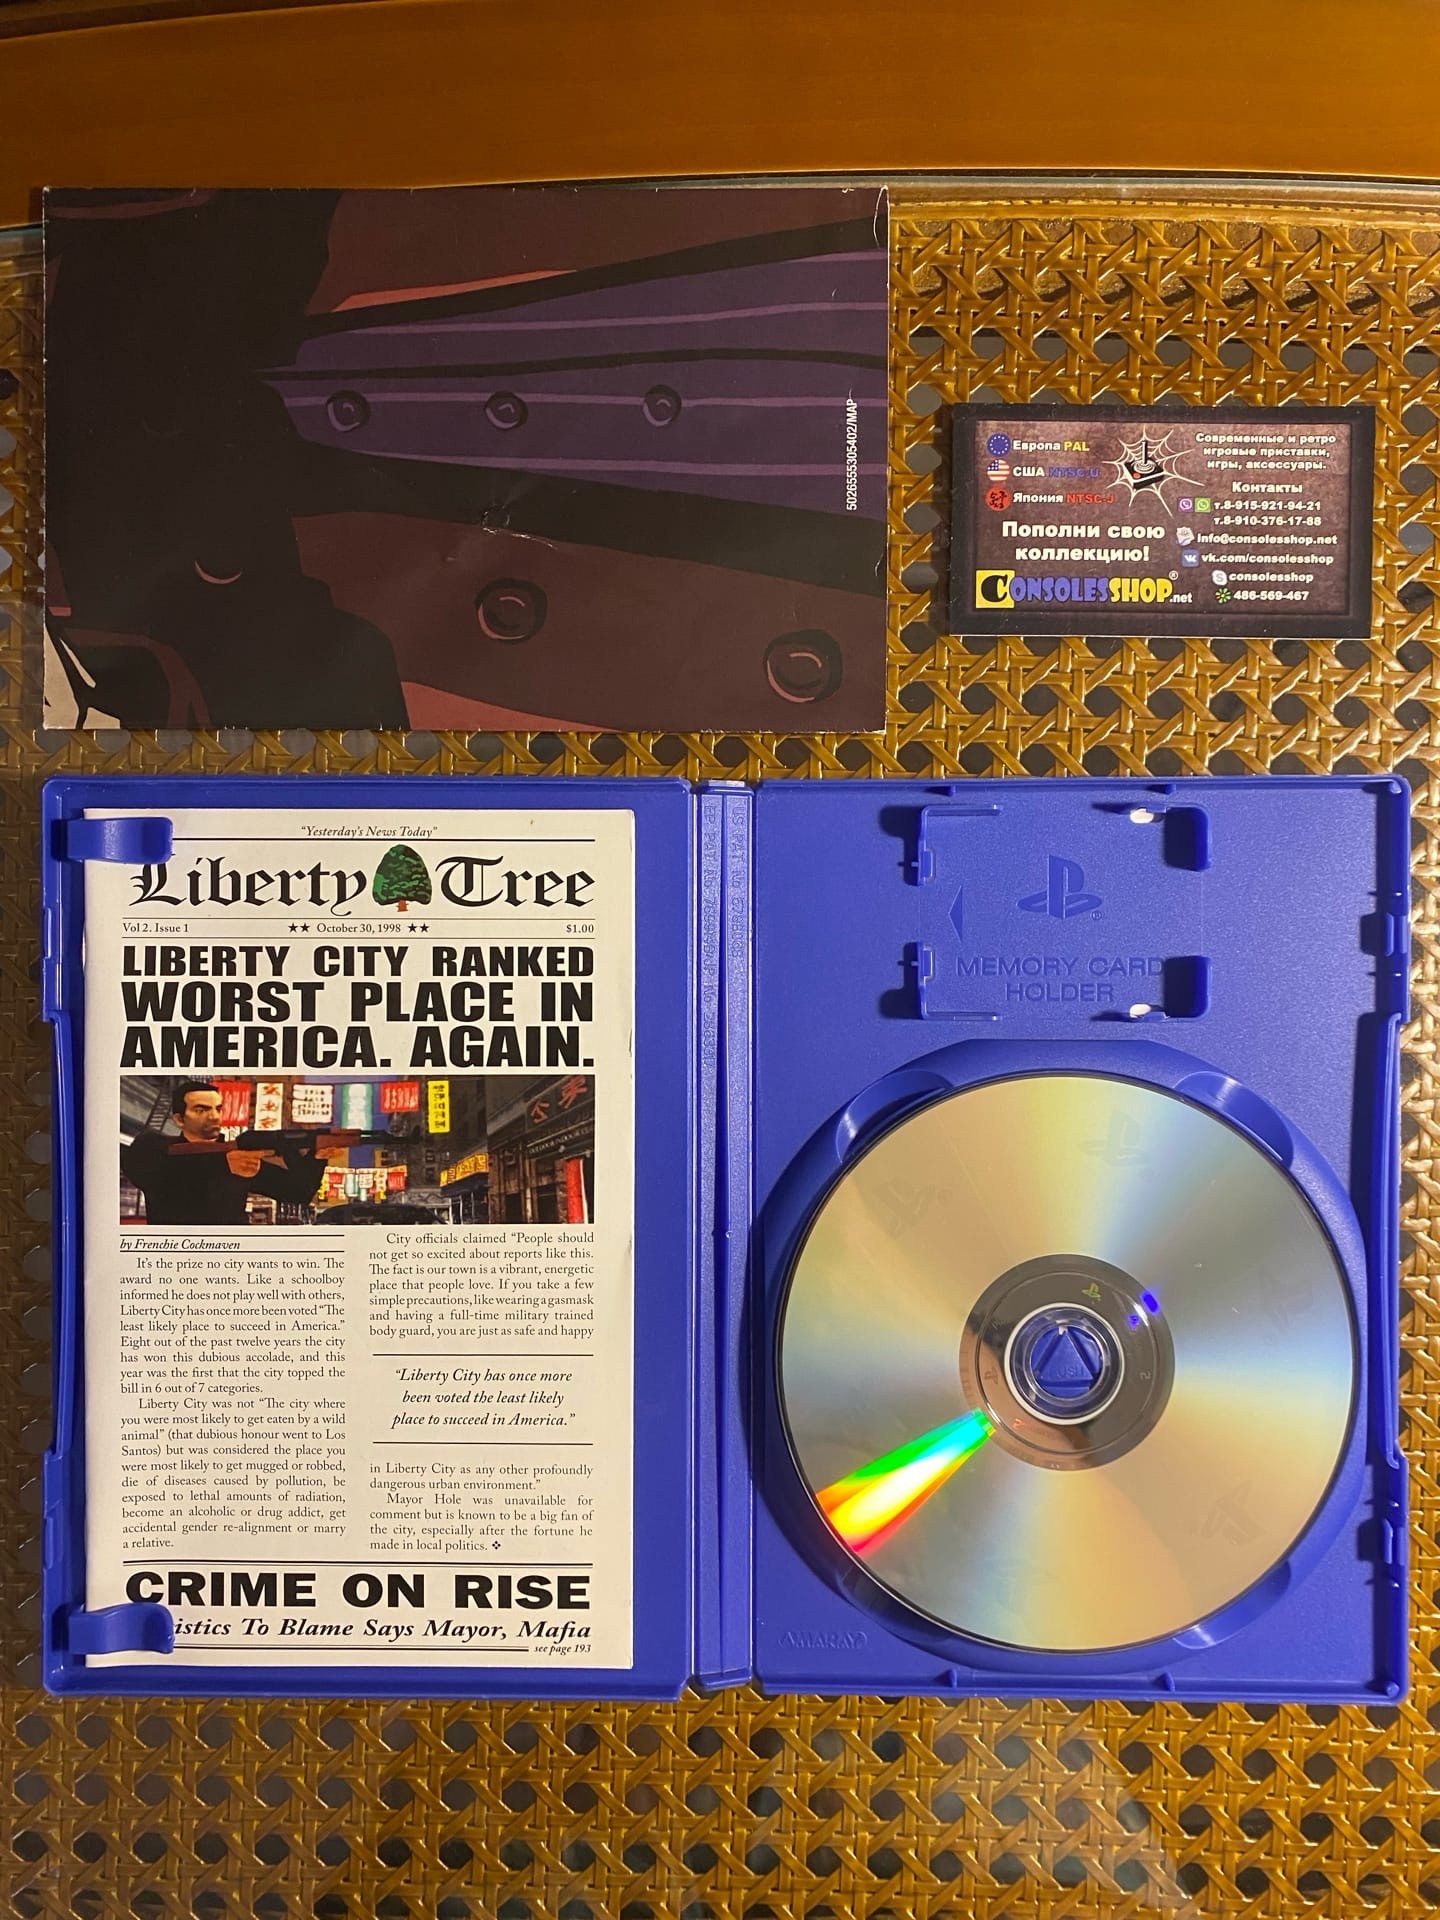 5026555305402/MAP
Европа PAL
США NTSC-U
Япония NTSC-J
Пополни свою
коллекцию!
CONSOLESSHOP®.net
Современные и ретро
игровые приставки,
игры, аксессуары.
Контакты
т.8-915-921-94-21
т.8-910-376-17-88
info@consolesshop.net
vk.com/consolesshop
consolesshop
486-569-467
"Yesterday's News Today"
Liberty Tree
Vol 2. Issue 1 ★★ October 30, 1998 ★★ $1.00
LIBERTY CITY RANKED
WORST PLACE IN
AMERICA. AGAIN.
by Frenchie Cockmaven
It's the prize no city wants to win. The
award no one wants. Like a schoolboy
informed he does not play well with others,
Liberty City has once more been voted "The
least likely place to succeed in America."
Eight out of the past twelve years the city
has won this dubious accolade, and this
year was the first that the city topped the
bill in 6 out of 7 categories.
Liberty City was not "The city where
you were most likely to get eaten by a wild
animal" (that dubious honour went to Los
Santos) but was considered the place you
were most likely to get mugged or robbed,
die of diseases caused by pollution, be
exposed to lethal amounts of radiation,
become an alcoholic or drug addict, get
accidental gender re-alignment or marry
a relative.
City officials claimed "People should
not get so excited about reports like this.
The fact is our town is a vibrant, energetic
place that people love. If you take a few
simple precautions, like wearing a gasmask
and having a full-time military trained
body guard, you are just as safe and happy
"Liberty City has once more
been voted the least likely
place to succeed in America."
in Liberty City as any other profoundly
dangerous urban environment."
Mayor Hole was unavailable for
comment but is known to be a big fan of
the city, especially after the fortune he
made in local politics. ❖
CRIME ON RISE
istics To Blame Says Mayor, Mafia
see page 193
MEMORY CARD
HOLDER
AMARAY